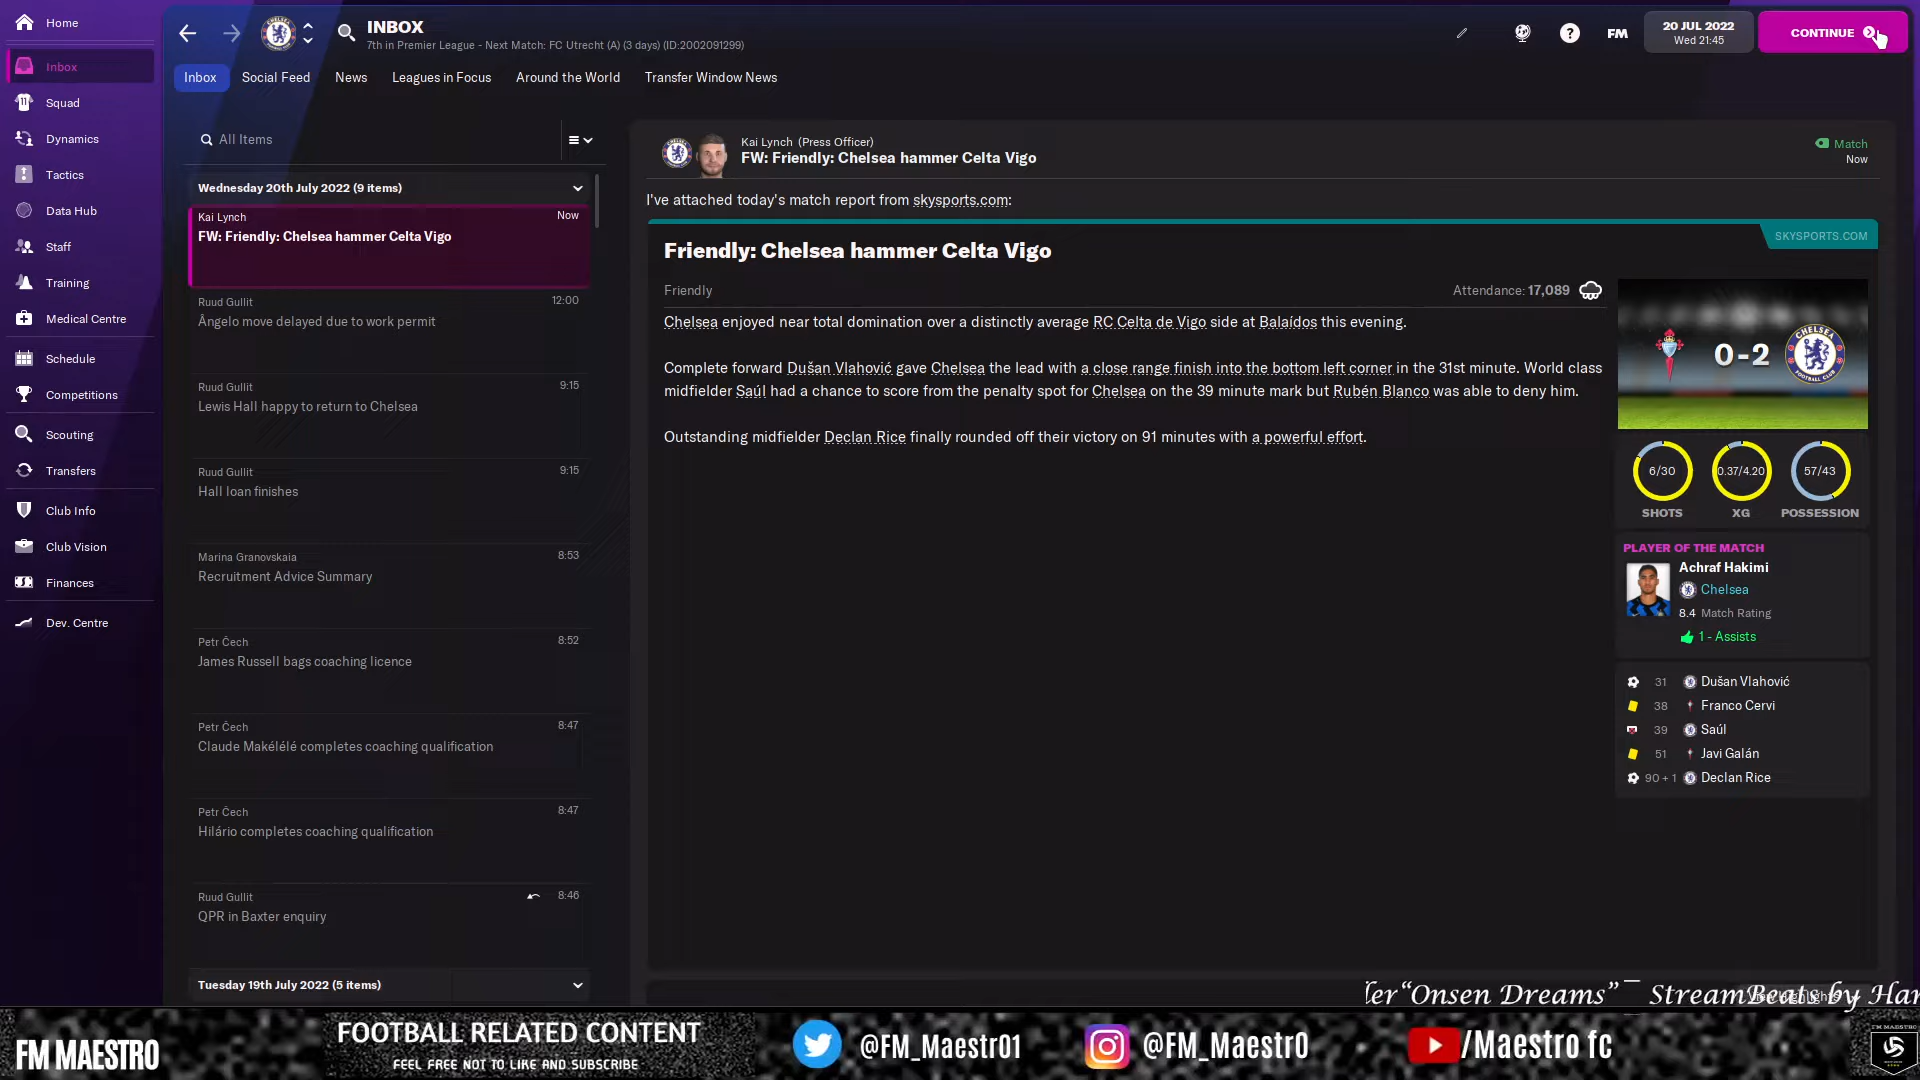 Home
Inbox
Squad
Dynamics
Tactics
Data Hub
Staff
Training
Medical Centre
Schedule
Competitions
Scouting
Transfers
Club Info
Club Vision
Finances
Dev. Centre
INBOX
7th in Premier League - Next Match: FC Utrecht (A) (3 days) (ID:2002091299)
FM
20 JUL 2022
Wed 21:45
CONTINUE
Inbox Social Feed News Leagues in Focus Around the World Transfer Window News
All Items
Wednesday 20th July 2022 (9 items)
Kai Lynch Now
FW: Friendly: Chelsea hammer Celta Vigo
Ruud Gullit 12:00
Ângelo move delayed due to work permit
Ruud Gullit 9:15
Lewis Hall happy to return to Chelsea
Ruud Gullit 9:15
Hall loan finishes
Marina Granovskaia 8:53
Recruitment Advice Summary
Petr Čech 8:52
James Russell bags coaching licence
Petr Čech 8:47
Claude Makélélé completes coaching qualification
Petr Čech 8:47
Hilário completes coaching qualification
Ruud Gullit 8:46
QPR in Baxter enquiry
Tuesday 19th July 2022 (5 items)
Kai Lynch (Press Officer)
FW: Friendly: Chelsea hammer Celta Vigo
Match
Now
I've attached today's match report from skysports.com:
SKYSPORTS.COM
Friendly: Chelsea hammer Celta Vigo
Friendly Attendance: 17,089
Chelsea enjoyed near total domination over a distinctly average RC Celta de Vigo side at Balaídos this evening.
Complete forward Dušan Vlahović gave Chelsea the lead with a close range finish into the bottom left corner in the 31st minute. World class
midfielder Saúl had a chance to score from the penalty spot for Chelsea on the 39 minute mark but Rubén Blanco was able to deny him.
Outstanding midfielder Declan Rice finally rounded off their victory on 91 minutes with a powerful effort.
0-2
6/30 0.37/4.20 57/43
SHOTS XG POSSESSION
PLAYER OF THE MATCH
Achraf Hakimi
Chelsea
8.4 Match Rating
1 - Assists
31 Dušan Vlahović
38 Franco Cervi
39 Saúl
51 Javi Galán
90 + 1 Declan Rice
ler "Onsen Dreams" StreamBeats by Har
FM MAESTRO
FOOTBALL RELATED CONTENT
FEEL FREE NOT TO LIKE AND SUBSCRIBE
@FM_Maestr01
@FM_Maestr0
/Maestro fc
FM MAESTRO